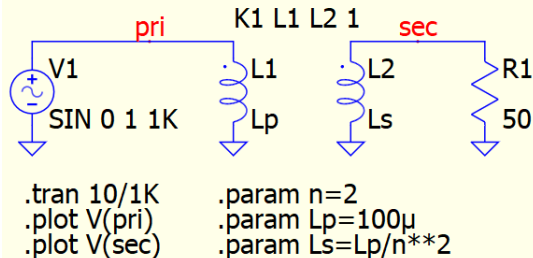 pri
K1 L1 L2 1
sec
V1
L1
L2
R1
SIN 0 1 1K
Lp
Ls
50
.tran 10/1K
.param n=2
.plot V(pri)
.param Lp=100µ
.plot V(sec)
.param Ls=Lp/n**2